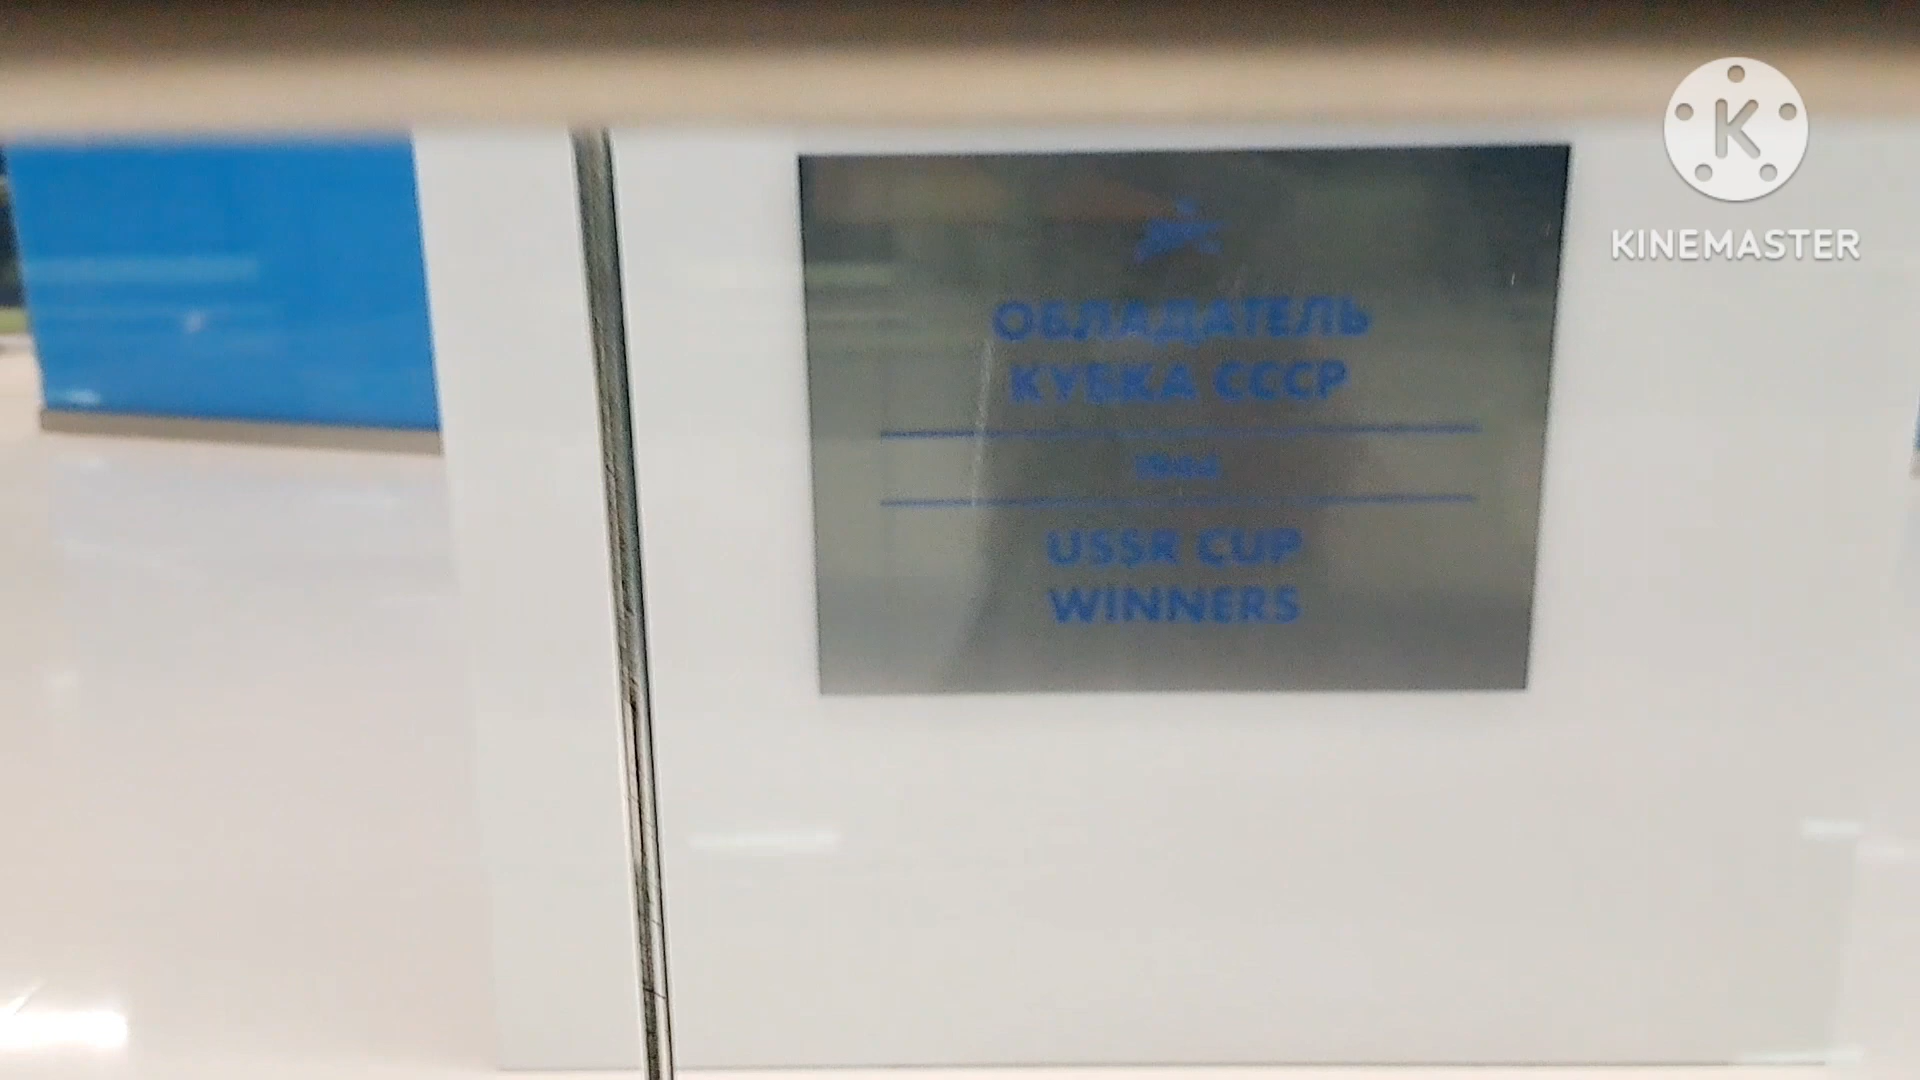 ОБЛАДАТЕЛЬ
КУБКА СССР
USSR CUP
WINNERS
K
KINEMASTER